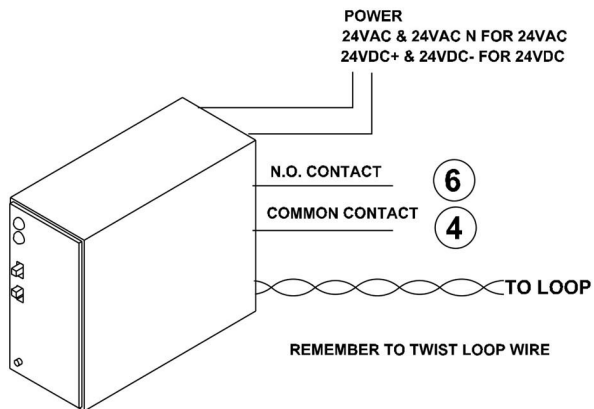 POWER
24VAC & 24VAC N FOR 24VAC
24VDC+ & 24VDC- FOR 24VDC
N.O. CONTACT
6
COMMON CONTACT
4
TO LOOP
REMEMBER TO TWIST LOOP WIRE